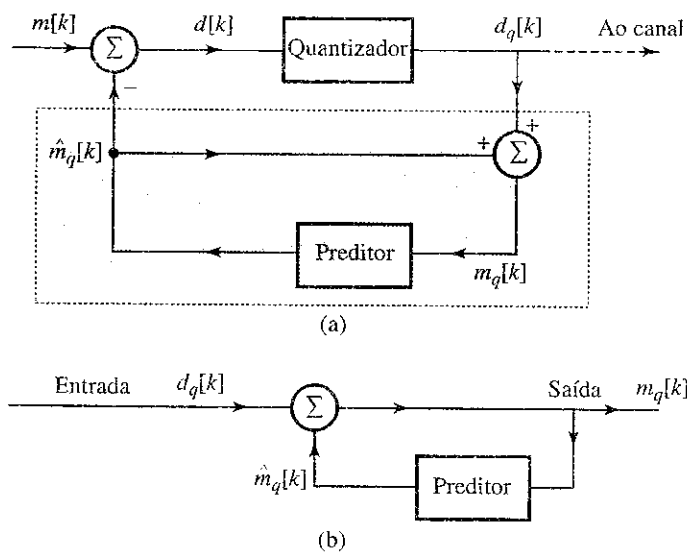 m[k] Σ d[k] Quantizador d_q[k] Ao canal
−
+
m̂_q[k] + Σ
Preditor
m_q[k]
(a)
Entrada d_q[k] Σ Saída m_q[k]
m̂_q[k] Preditor
(b)